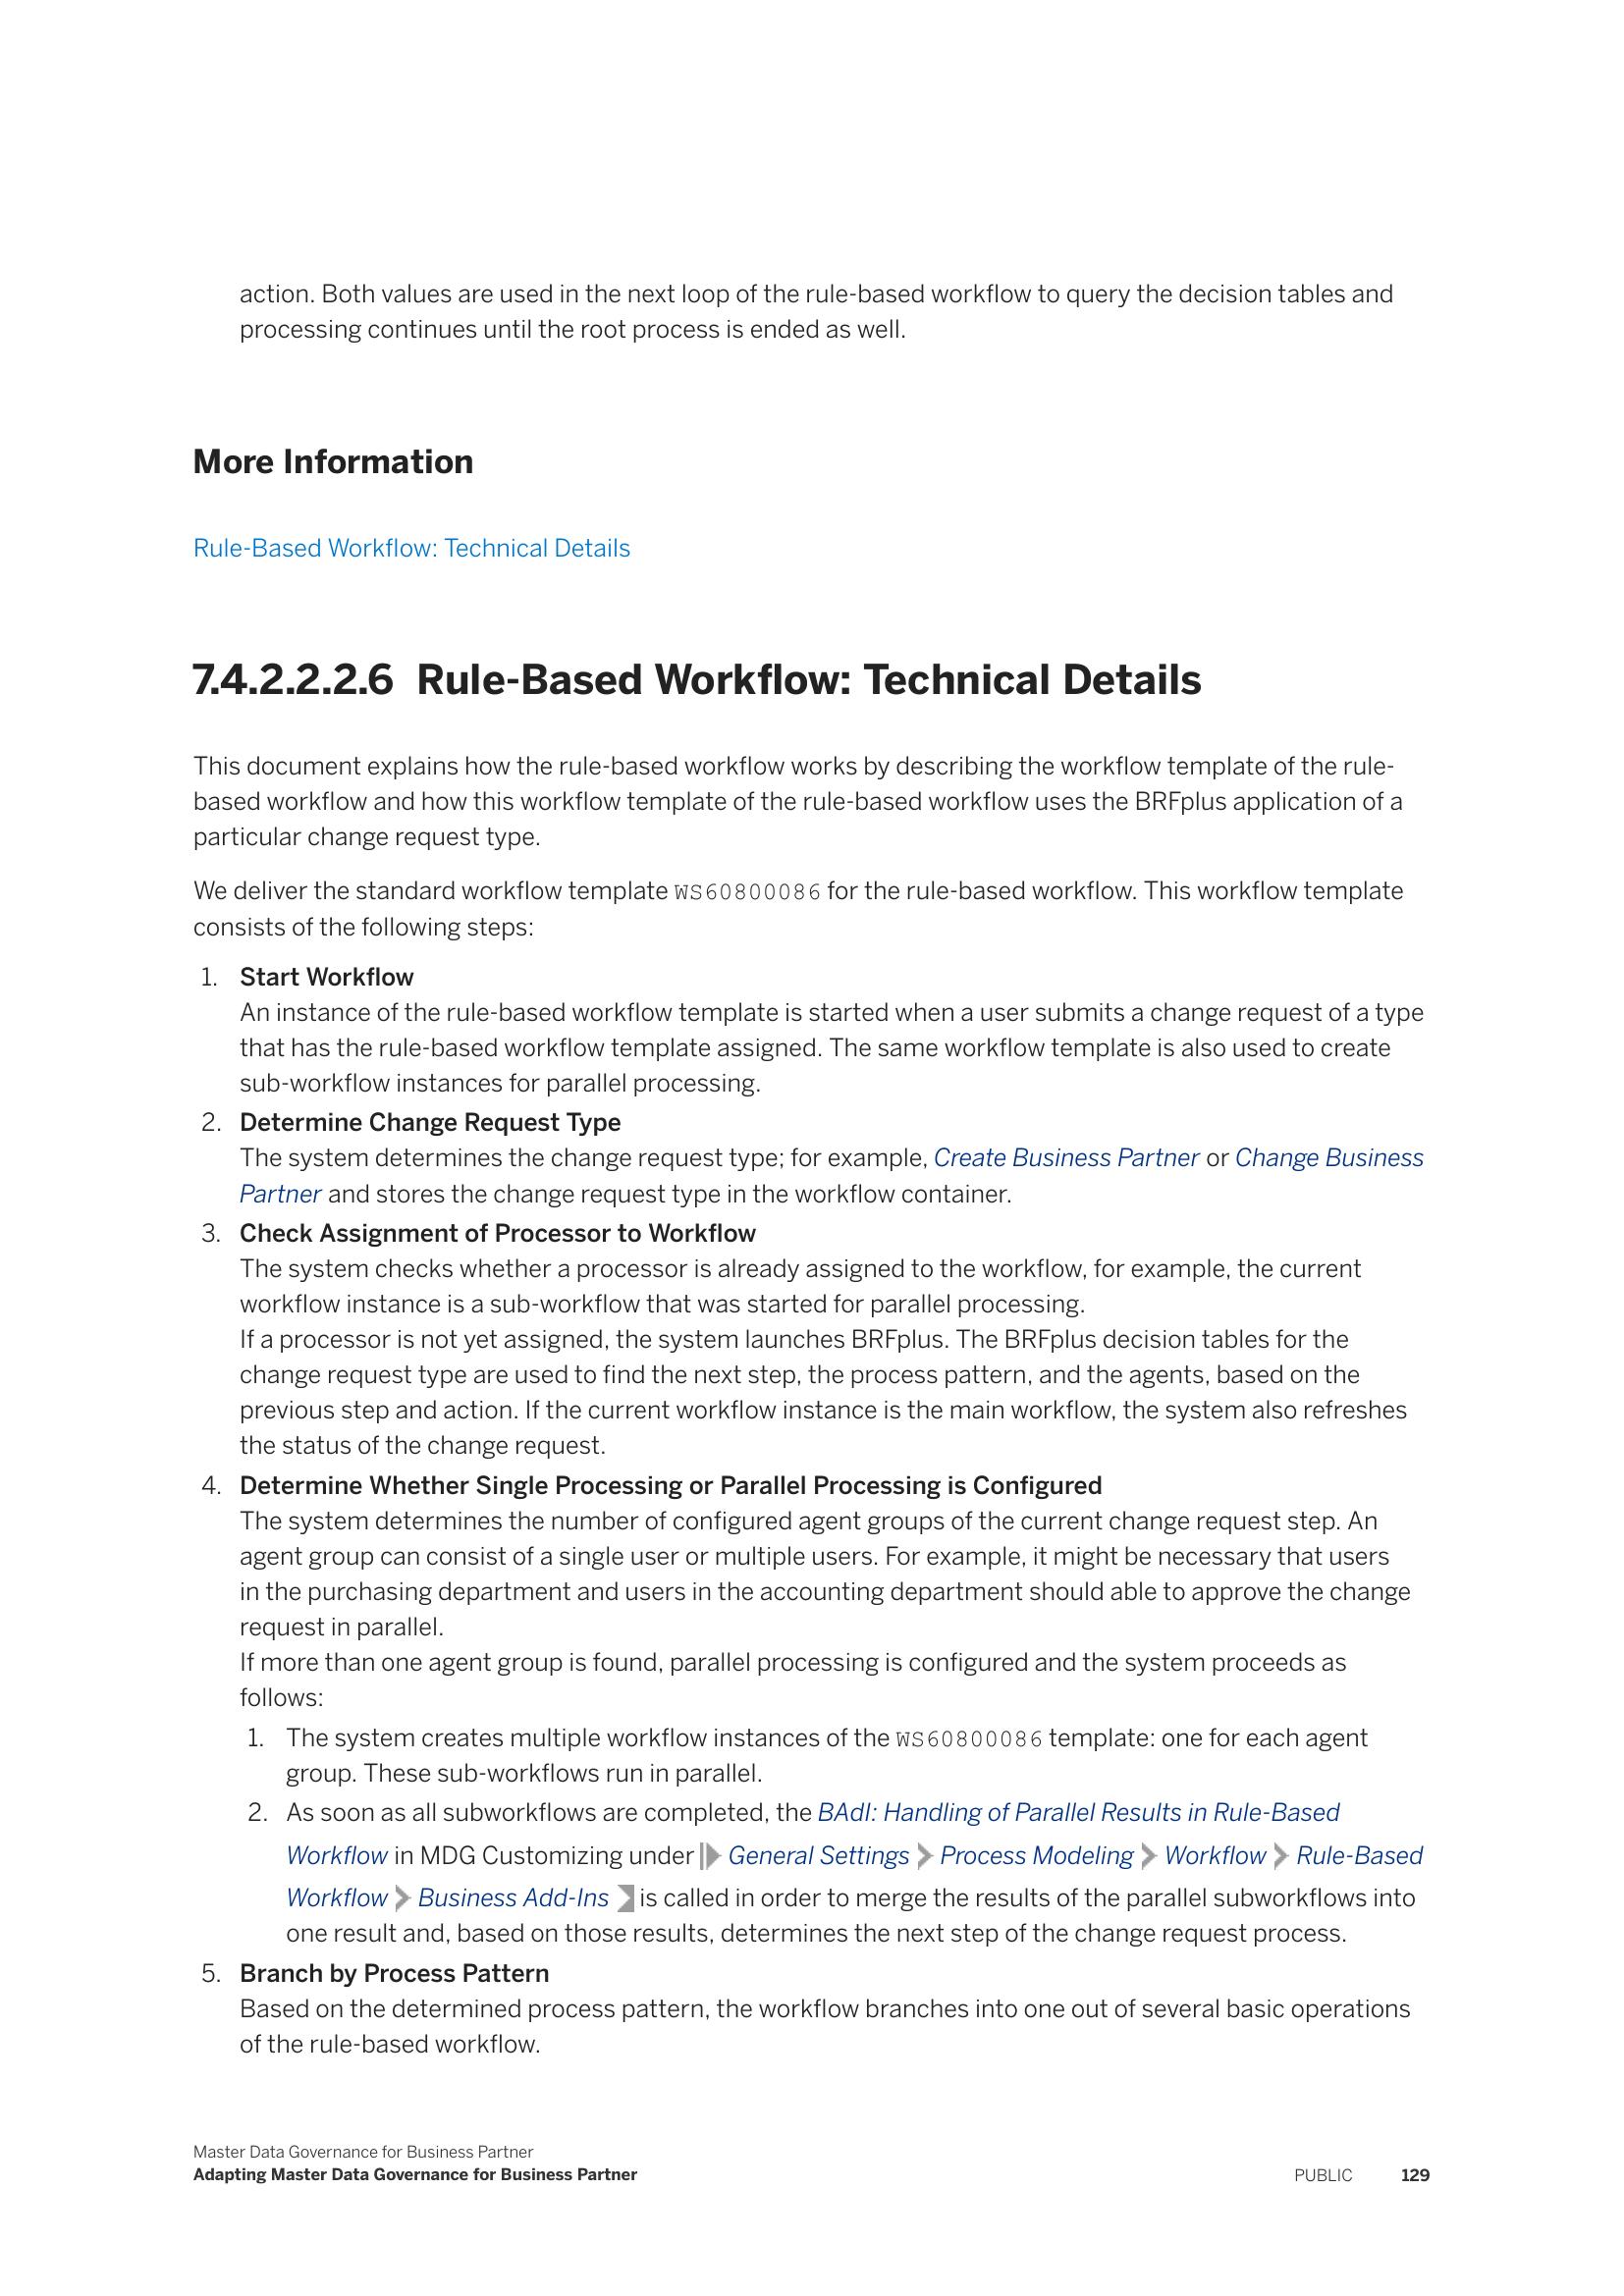 action. Both values are used in the next loop of the rule-based workflow to query the decision tables and
processing continues until the root process is ended as well.
More Information
Rule-Based Workflow: Technical Details
7.4.2.2.2.6 Rule-Based Workflow: Technical Details
This document explains how the rule-based workflow works by describing the workflow template of the rule-
based workflow and how this workflow template of the rule-based workflow uses the BRFplus application of a
particular change request type.
We deliver the standard workflow template WS60800086 for the rule-based workflow. This workflow template
consists of the following steps:
1. Start Workflow
An instance of the rule-based workflow template is started when a user submits a change request of a type
that has the rule-based workflow template assigned. The same workflow template is also used to create
sub-workflow instances for parallel processing.
2. Determine Change Request Type
The system determines the change request type; for example, Create Business Partner or Change Business
Partner and stores the change request type in the workflow container.
3. Check Assignment of Processor to Workflow
The system checks whether a processor is already assigned to the workflow, for example, the current
workflow instance is a sub-workflow that was started for parallel processing.
If a processor is not yet assigned, the system launches BRFplus. The BRFplus decision tables for the
change request type are used to find the next step, the process pattern, and the agents, based on the
previous step and action. If the current workflow instance is the main workflow, the system also refreshes
the status of the change request.
4. Determine Whether Single Processing or Parallel Processing is Configured
The system determines the number of configured agent groups of the current change request step. An
agent group can consist of a single user or multiple users. For example, it might be necessary that users
in the purchasing department and users in the accounting department should able to approve the change
request in parallel.
If more than one agent group is found, parallel processing is configured and the system proceeds as
follows:
1. The system creates multiple workflow instances of the WS60800086 template: one for each agent
group. These sub-workflows run in parallel.
2. As soon as all subworkflows are completed, the BAdI: Handling of Parallel Results in Rule-Based
Workflow in MDG Customizing under General Settings Process Modeling Workflow Rule-Based
Workflow Business Add-Ins is called in order to merge the results of the parallel subworkflows into
one result and, based on those results, determines the next step of the change request process.
5. Branch by Process Pattern
Based on the determined process pattern, the workflow branches into one out of several basic operations
of the rule-based workflow.
Master Data Governance for Business Partner
Adapting Master Data Governance for Business Partner PUBLIC 129